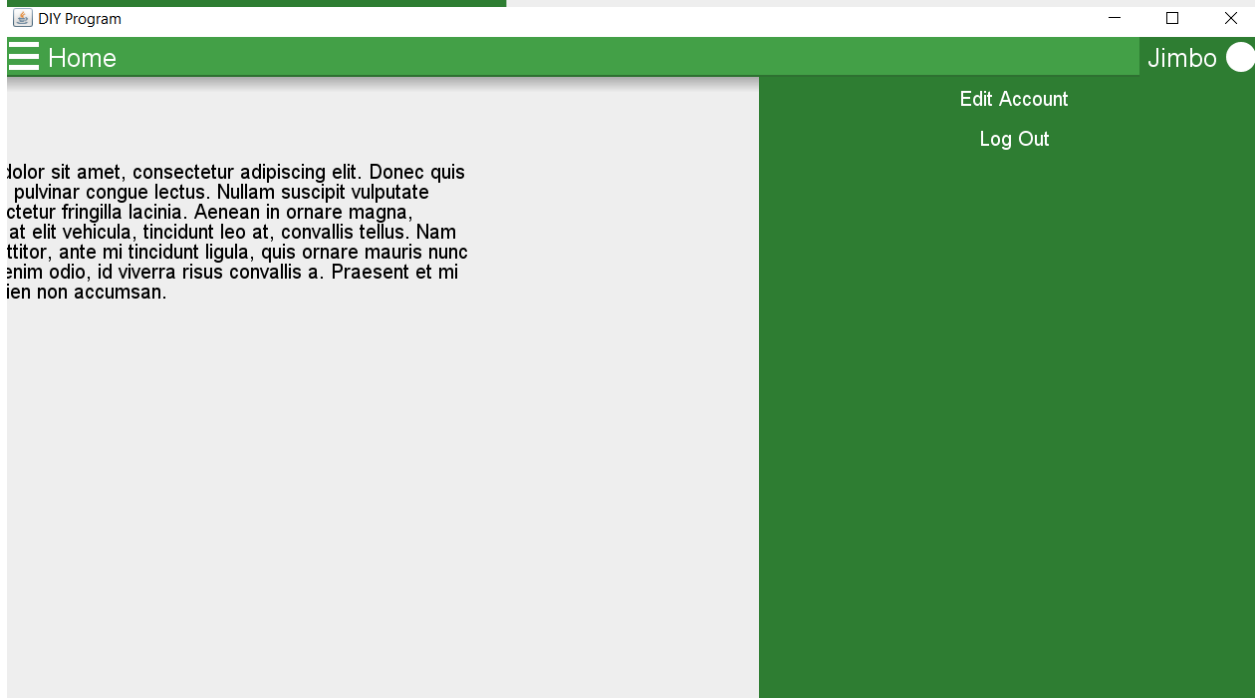 DIY Program
Home
Jimbo
Edit Account
Log Out
dolor sit amet, consectetur adipiscing elit. Donec quis
pulvinar congue lectus. Nullam suscipit vulputate
ctetur fringilla lacinia. Aenean in ornare magna,
at elit vehicula, tincidunt leo at, convallis tellus. Nam
ttitor, ante mi tincidunt ligula, quis ornare mauris nunc
enim odio, id viverra risus convallis a. Praesent et mi
ien non accumsan.